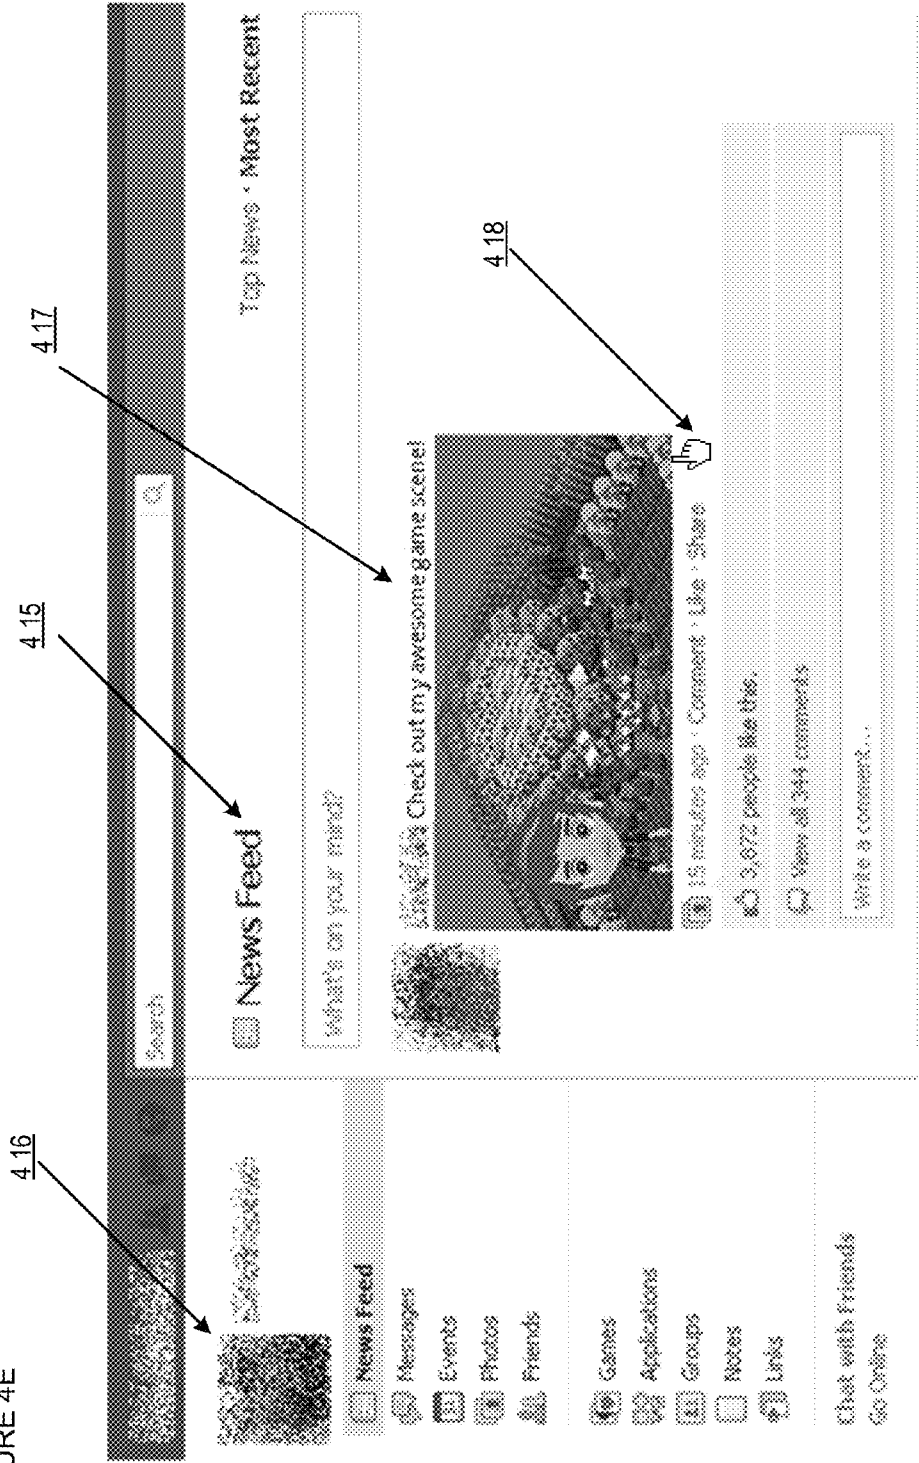 URE 4E
4 16
4 15
4 17
4 18
Search
News Feed
Top News · Most Recent
What's on your mind?
News Feed
Messages
Events
Photos
Friends
Games
Applications
Groups
Notes
Links
Chat with Friends
Go Online
Check out my awesome game scene!
15 minutes ago · Comment · Like · Share
3,672 people like this.
View all 344 comments
Write a comment...